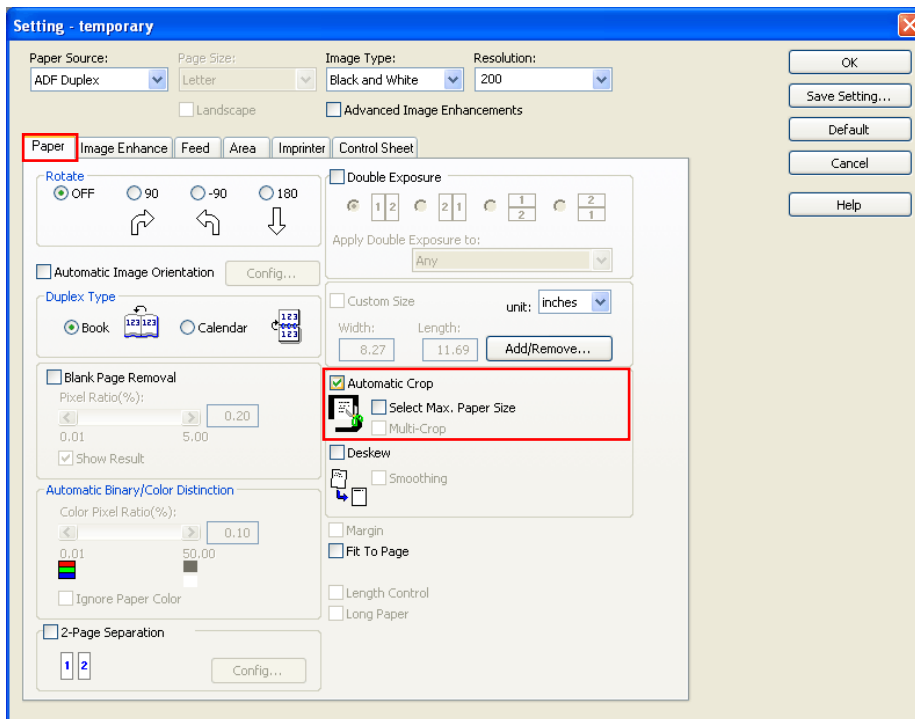 Setting - temporary
Paper Source:
Page Size:
Image Type:
Resolution:
ADF Duplex
Letter
Black and White
200
Landscape
Advanced Image Enhancements
OK
Save Setting...
Default
Cancel
Help
Paper
Image Enhance
Feed
Area
Imprinter
Control Sheet
Rotate
OFF
90
-90
180
Automatic Image Orientation
Config...
Duplex Type
Book
123 123
Calendar
123
123
Blank Page Removal
Pixel Ratio(%):
0.20
0.01
5.00
Show Result
Automatic Binary/Color Distinction
Color Pixel Ratio(%):
0.10
0.01
50.00
Ignore Paper Color
2-Page Separation
1 2
Config...
Double Exposure
1 2
2 1
1
2
2
1
Apply Double Exposure to:
Any
Custom Size
unit:
inches
Width:
Length:
8.27
11.69
Add/Remove...
Automatic Crop
Select Max. Paper Size
Multi-Crop
Deskew
Smoothing
Margin
Fit To Page
Length Control
Long Paper